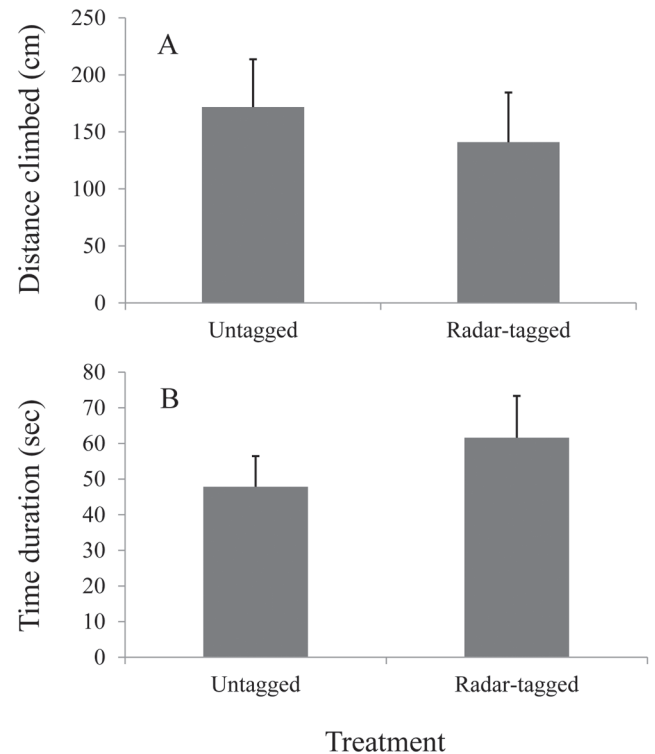 A
Distance climbed (cm)
250
200
150
100
50
0
Untagged Radar-tagged
B
Time duration (sec)
80
70
60
50
40
30
20
10
0
Untagged Radar-tagged
Treatment